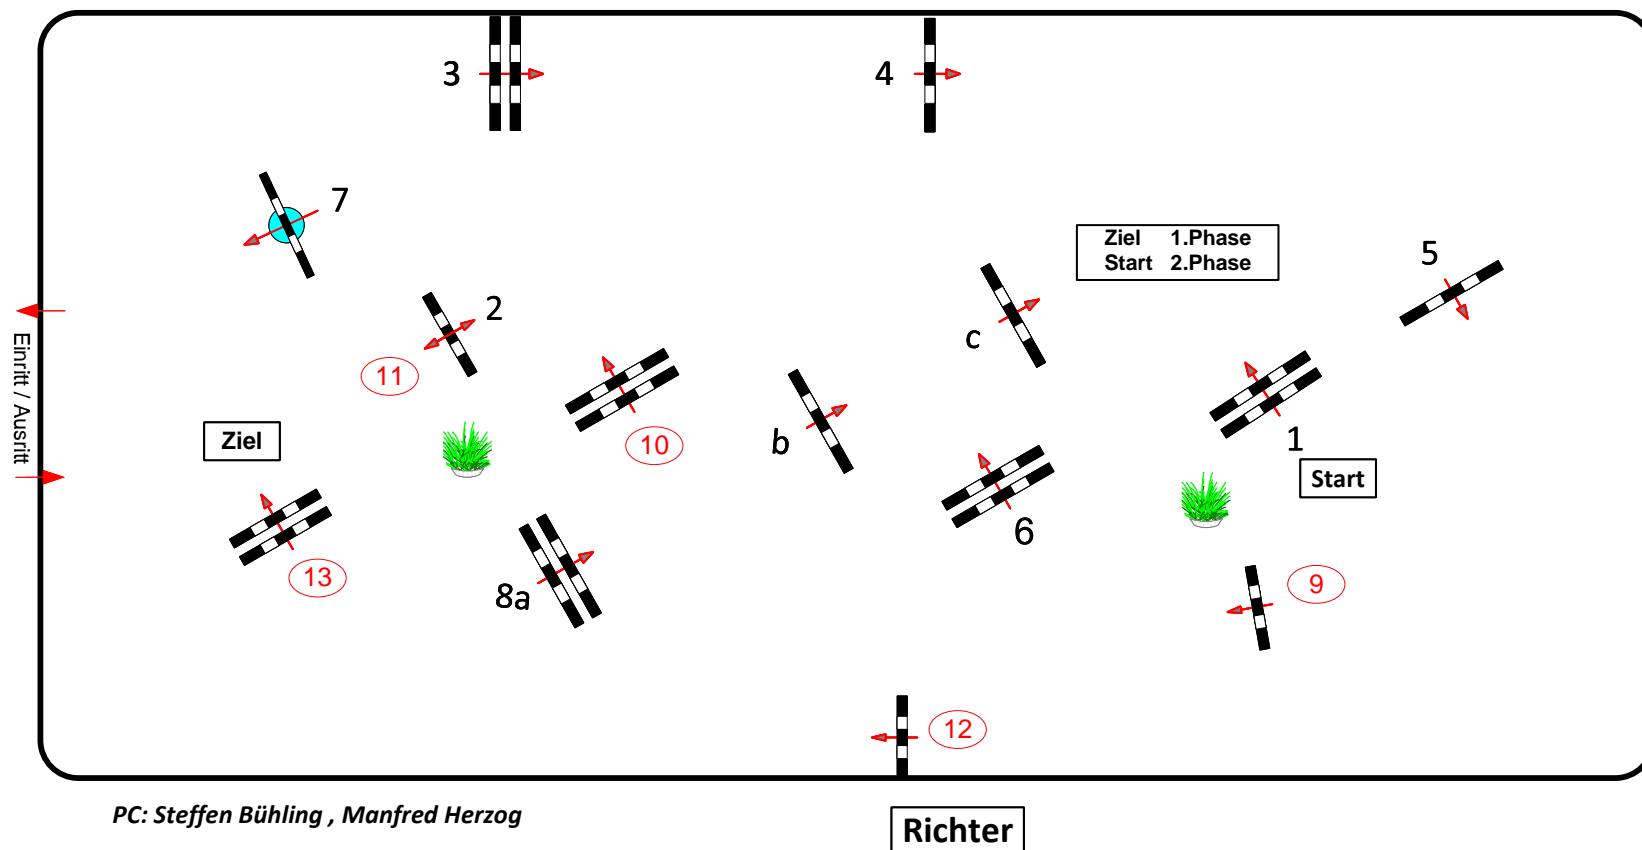 3
4
7
Ziel 1.Phase
Start 2.Phase
5
2
c
11
Einritt / Ausritt
Ziel
10
b
1
Start
6
13
8a
9
12
PC: Steffen Bühling , Manfred Herzog
Richter